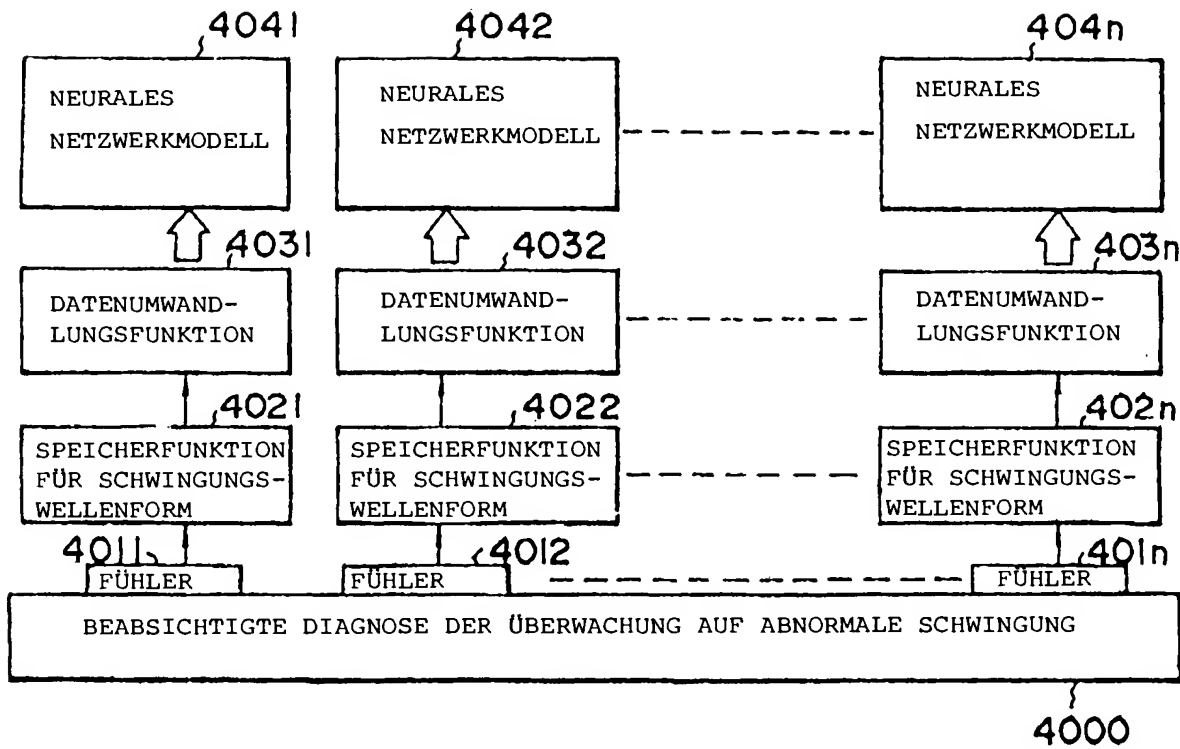 4041 4042 404n
NEURALES NEURALES NEURALES
NETZWERKMODELL NETZWERKMODELL NETZWERKMODELL
4031 4032 403n
DATENUMWAND- DATENUMWAND- DATENUMWAND-
LUNGSFUNKTION LUNGSFUNKTION LUNGSFUNKTION
4021 4022 402n
SPEICHERFUNKTION SPEICHERFUNKTION SPEICHERFUNKTION
FÜR SCHWINGUNGS- FÜR SCHWINGUNGS- FÜR SCHWINGUNGS-
WELLENFORM WELLENFORM WELLENFORM
4011 4012 401n
FÜHLER FÜHLER FÜHLER
BEABSICHTIGTE DIAGNOSE DER ÜBERWACHUNG AUF ABNORMALE SCHWINGUNG
4000